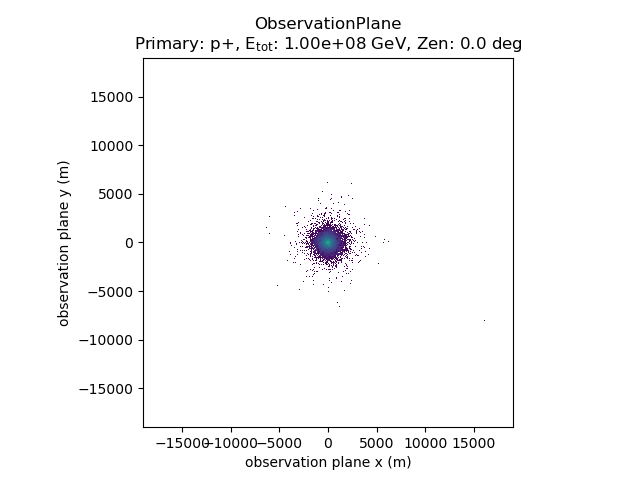 ObservationPlane
Primary: p+, Etot: 1.00e+08 GeV, Zen: 0.0 deg
observation plane y (m)
15000
10000
5000
0
−5000
−10000
−15000
−15000 −10000 −5000 0 5000 10000 15000
observation plane x (m)